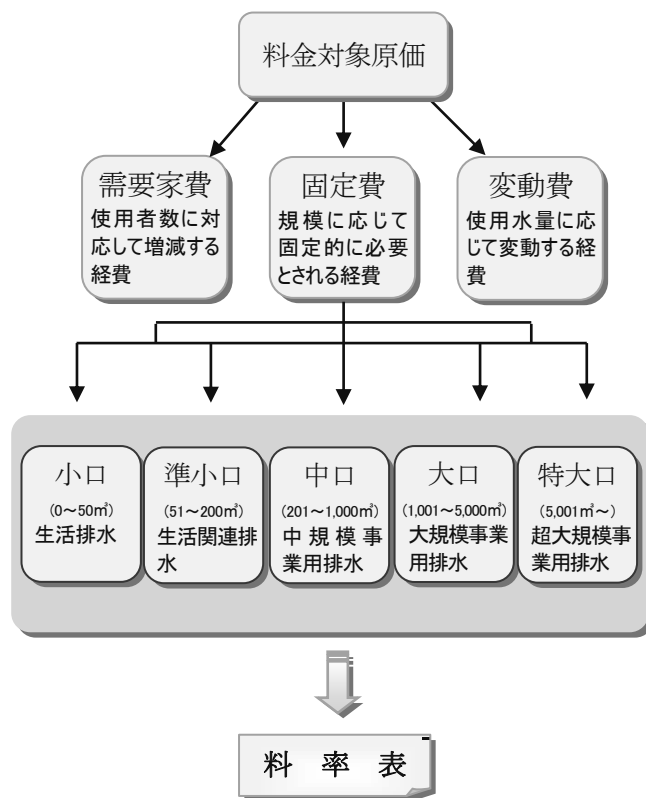 料金対象原価
需要家費
使用者数に対
応して増減する
経費
固定費
規模に応じて
固定的に必要
とされる経費
変動費
使用水量に応
じて変動する経
費
小口
(0～50㎥)
生活排水
準小口
(51～200㎥)
生活関連排
水
中口
(201～1,000㎥)
中規模事
業用排水
大口
(1,001～5,000㎥)
大規模事業
用排水
特大口
(5,001㎥～)
超大規模事
業用排水
料率表